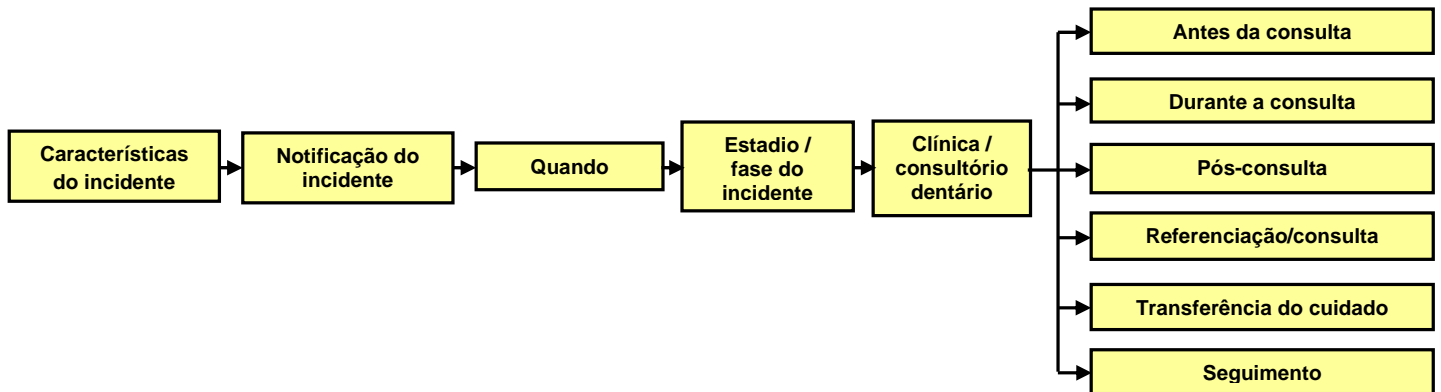 Características
do incidente
Notificação do
incidente
Quando
Estadio /
fase do
incidente
Clínica /
consultório
dentário
Antes da consulta
Durante a consulta
Pós-consulta
Referenciação/consulta
Transferência do cuidado
Seguimento